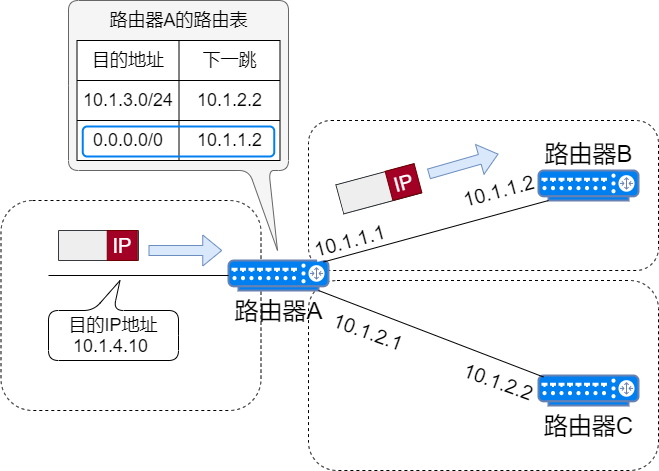 路由器A的路由表
目的地址 下一跳
10.1.3.0/24 10.1.2.2
0.0.0.0/0 10.1.1.2
路由器B
IP
10.1.1.2
IP
10.1.1.1
路由器A
目的IP地址
10.1.4.10
10.1.2.1
10.1.2.2
路由器C